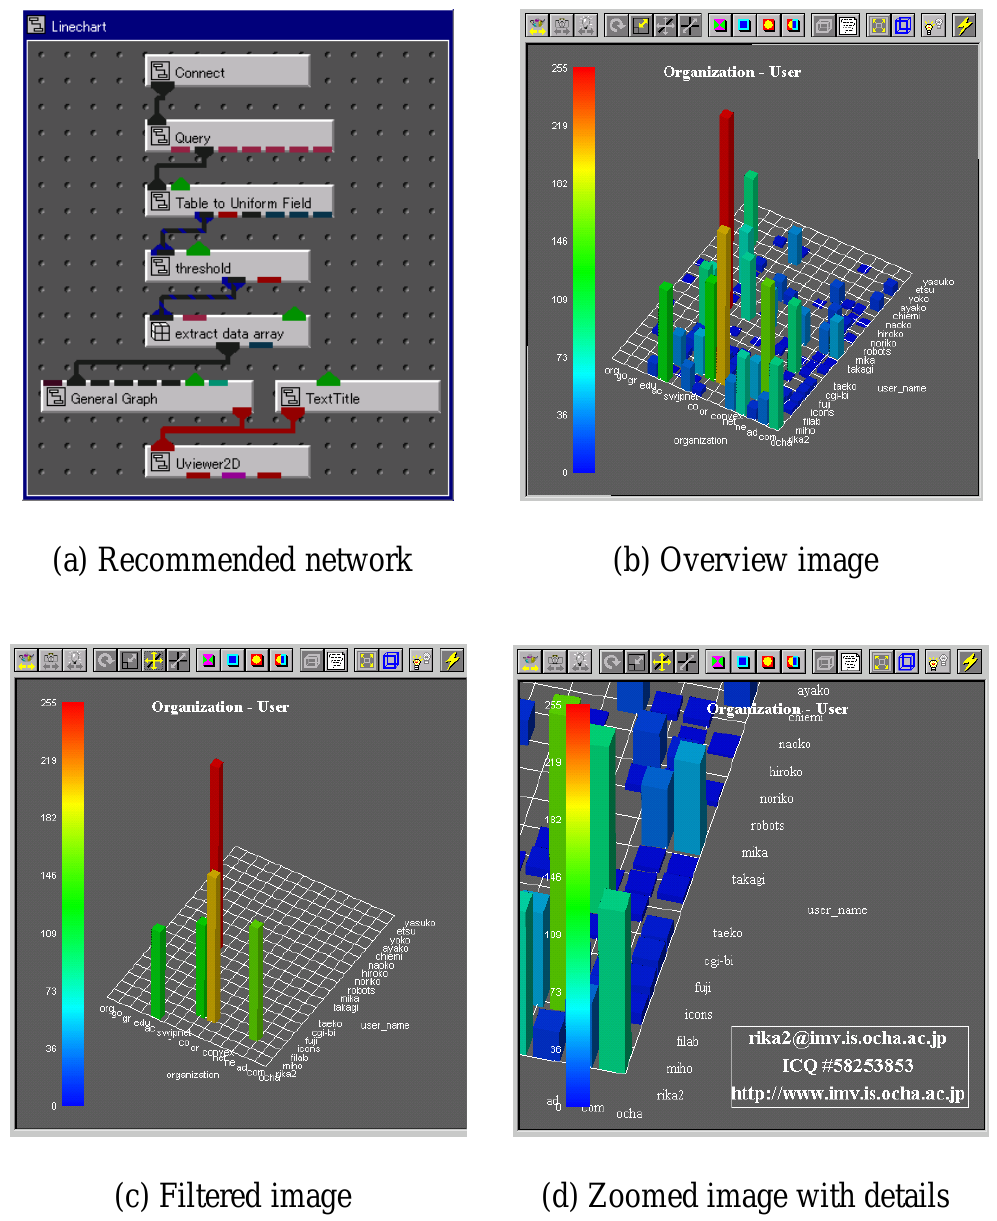 Linechart
Connect
Query
Table to Uniform Field
threshold
extract data array
General Graph
TextTitle
Uviewer2D
(a) Recommended network
Organization - User
255
219
182
146
109
73
36
0
yasuko
etsu
yoko
ayako
chiemi
naoko
hiroko
noriko
robots
mika
takagi
taeko
cgi-bi
fuji
icons
filab
miho
rika2
user_name
org
go
gr
edy
ac
svripnet
co
or
convex
net
ne
ad
com
ocha
organization
(b) Overview image
Organization - User
255
219
182
146
109
73
36
0
yasuko
etsu
yoko
ayako
chiemi
naoko
hiroko
noriko
robots
mika
takagi
taeko
cgi-bi
fuji
icons
filab
miho
rika2
user_name
org
go
gr
edy
ac
svripnet
co
or
convex
net
ne
ad
com
ocha
organization
(c) Filtered image
Organization - User
255
219
182
146
109
73
36
0
ayako
chiemi
naoko
hiroko
noriko
robots
mika
takagi
user_name
taeko
cgi-bi
fuji
icons
filab
miho
rika2
ad
com
ocha
rika2@imv.is.ocha.ac.jp
ICQ #58253853
http://www.imv.is.ocha.ac.jp
(d) Zoomed image with details